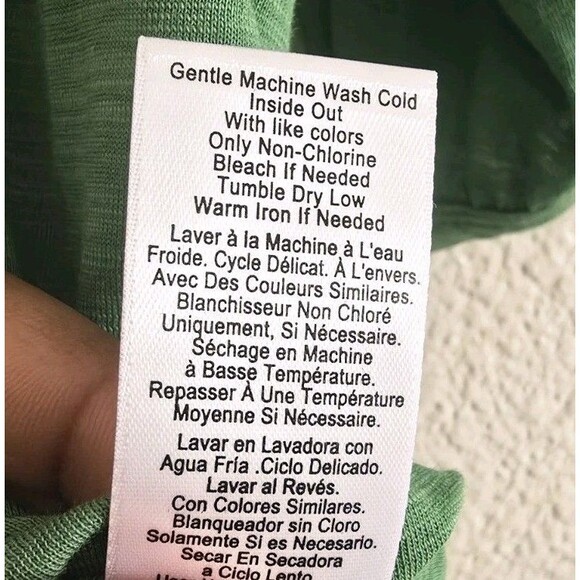 Gentle Machine Wash Cold
Inside Out
With like colors
Only Non-Chlorine
Bleach If Needed
Tumble Dry Low
Warm Iron If Needed
Laver à la Machine à L'eau
Froide. Cycle Délicat. À L'envers.
Avec Des Couleurs Similaires.
Blanchisseur Non Chloré
Uniquement, Si Nécessaire.
Séchage en Machine
à Basse Température.
Repasser À Une Température
Moyenne Si Nécessaire.
Lavar en Lavadora con
Agua Fría .Ciclo Delicado.
Lavar al Revés.
Con Colores Similares.
Blanqueador sin Cloro
Solamente Si es Necesario.
Secar En Secadora
a Ciclo Lento